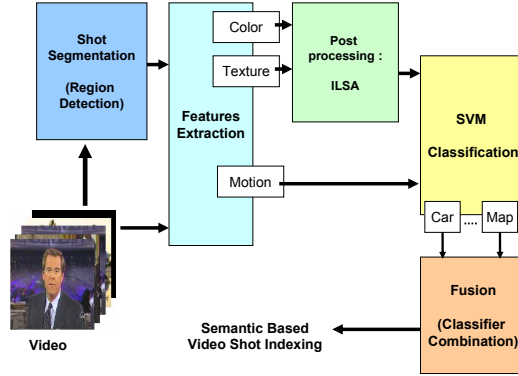 Shot
Segmentation
(Region
Detection)
Features
Extraction
Color
Texture
Motion
Post
processing :
ILSA
SVM
Classification
Car
....
Map
Fusion
(Classifier
Combination)
Semantic Based
Video Shot Indexing
Video